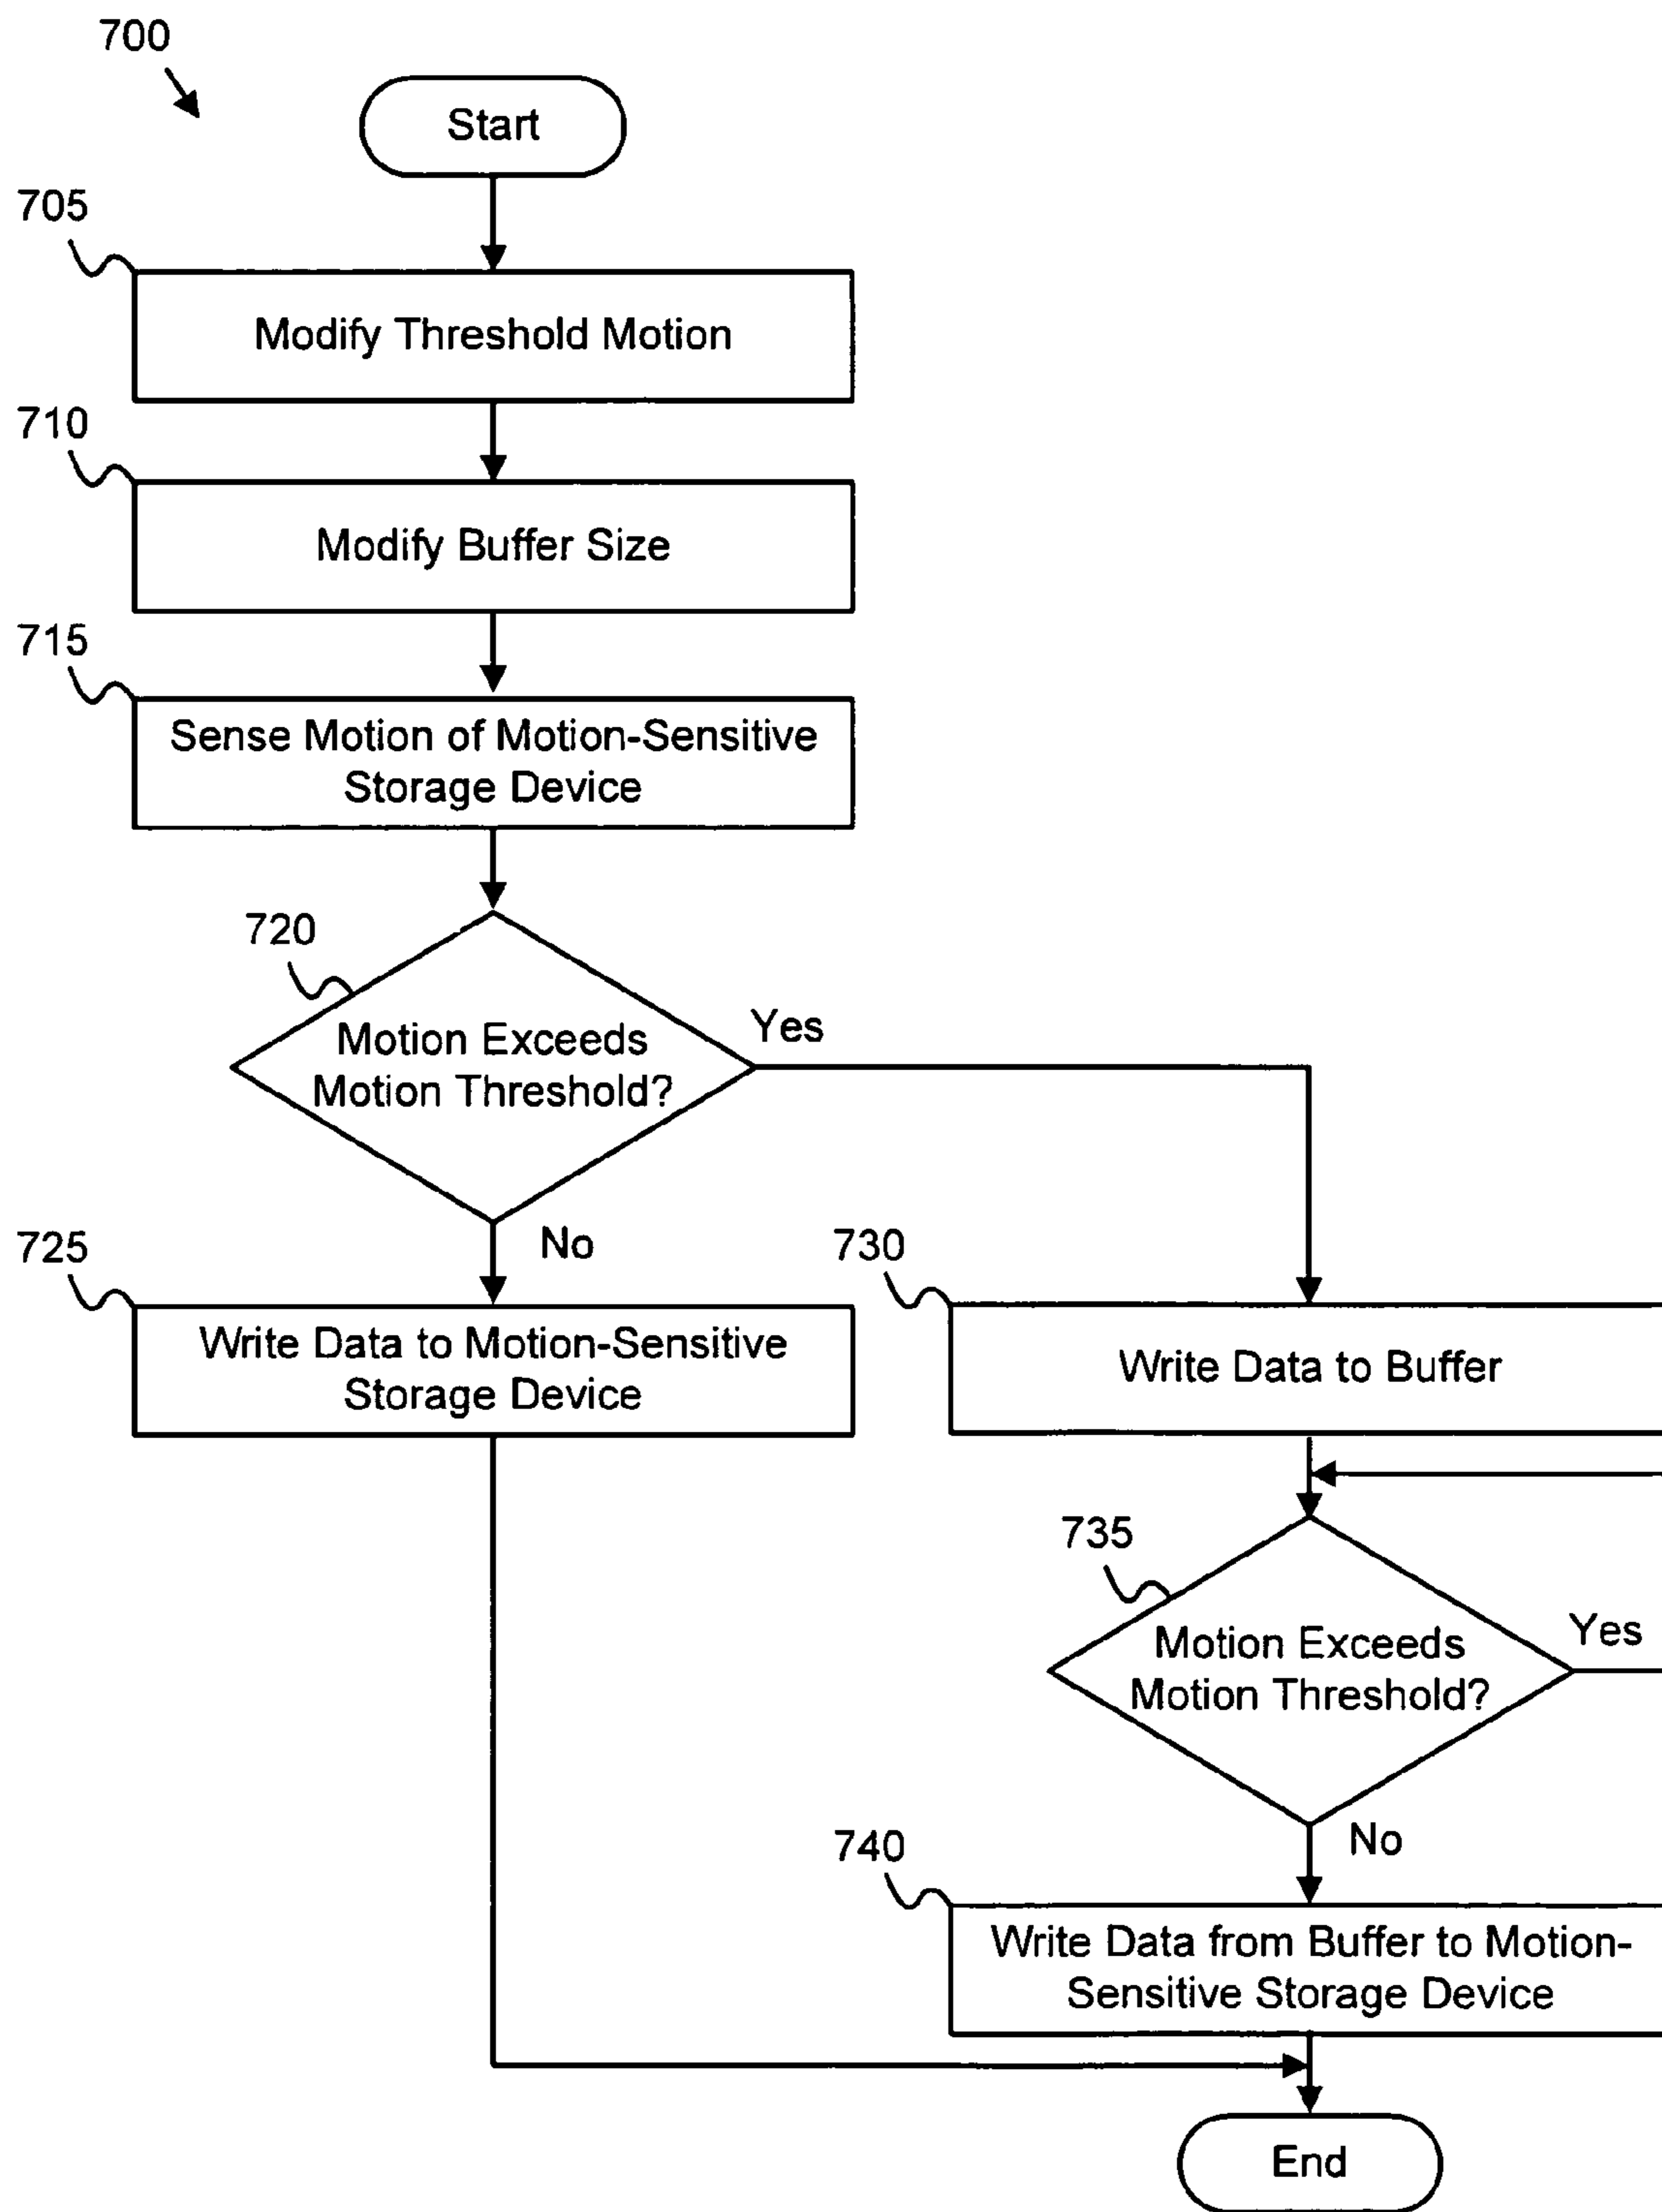 700
Start
705
Modify Threshold Motion
710
Modify Buffer Size
715
Sense Motion of Motion-Sensitive
Storage Device
720
Motion Exceeds
Motion Threshold?
Yes
No
725
Write Data to Motion-Sensitive
Storage Device
730
Write Data to Buffer
735
Motion Exceeds
Motion Threshold?
Yes
No
740
Write Data from Buffer to Motion-
Sensitive Storage Device
End